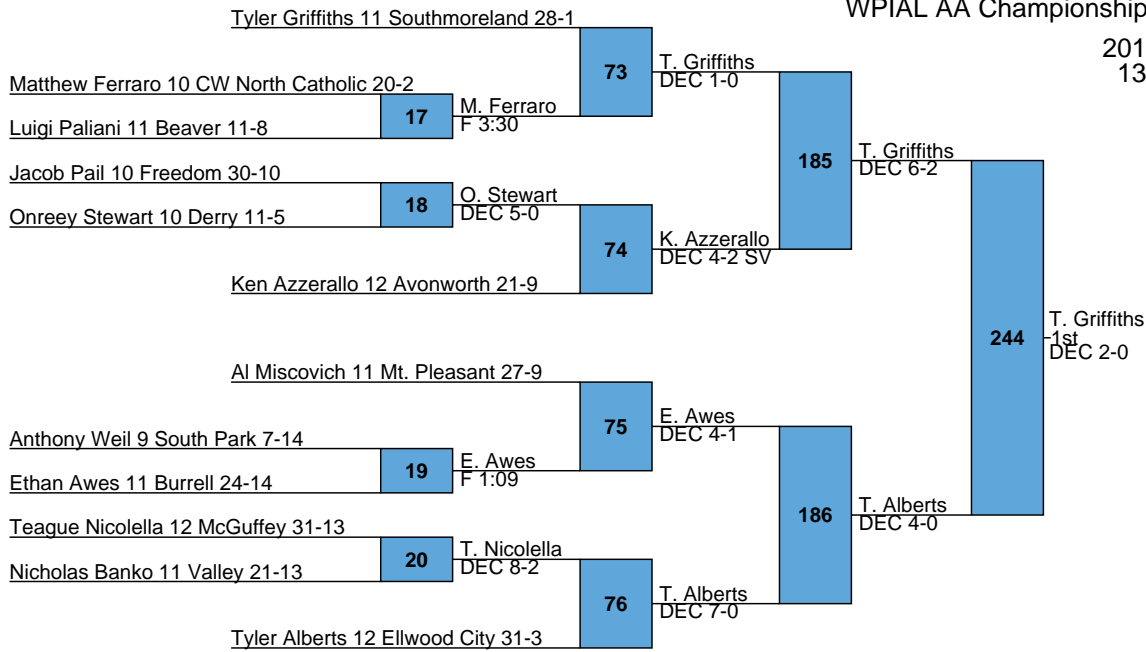 WPIAL AA Championship
201
13
Tyler Griffiths 11 Southmoreland 28-1
73
T. Griffiths
DEC 1-0
Matthew Ferraro 10 CW North Catholic 20-2
17
M. Ferraro
F 3:30
Luigi Paliani 11 Beaver 11-8
185
T. Griffiths
DEC 6-2
Jacob Pail 10 Freedom 30-10
18
O. Stewart
DEC 5-0
Onreey Stewart 10 Derry 11-5
74
K. Azzerallo
DEC 4-2 SV
Ken Azzerallo 12 Avonworth 21-9
244
T. Griffiths
1st
DEC 2-0
Al Miscovich 11 Mt. Pleasant 27-9
75
E. Awes
DEC 4-1
Anthony Weil 9 South Park 7-14
19
E. Awes
F 1:09
Ethan Awes 11 Burrell 24-14
186
T. Alberts
DEC 4-0
Teague Nicolella 12 McGuffey 31-13
20
T. Nicolella
DEC 8-2
Nicholas Banko 11 Valley 21-13
76
T. Alberts
DEC 7-0
Tyler Alberts 12 Ellwood City 31-3